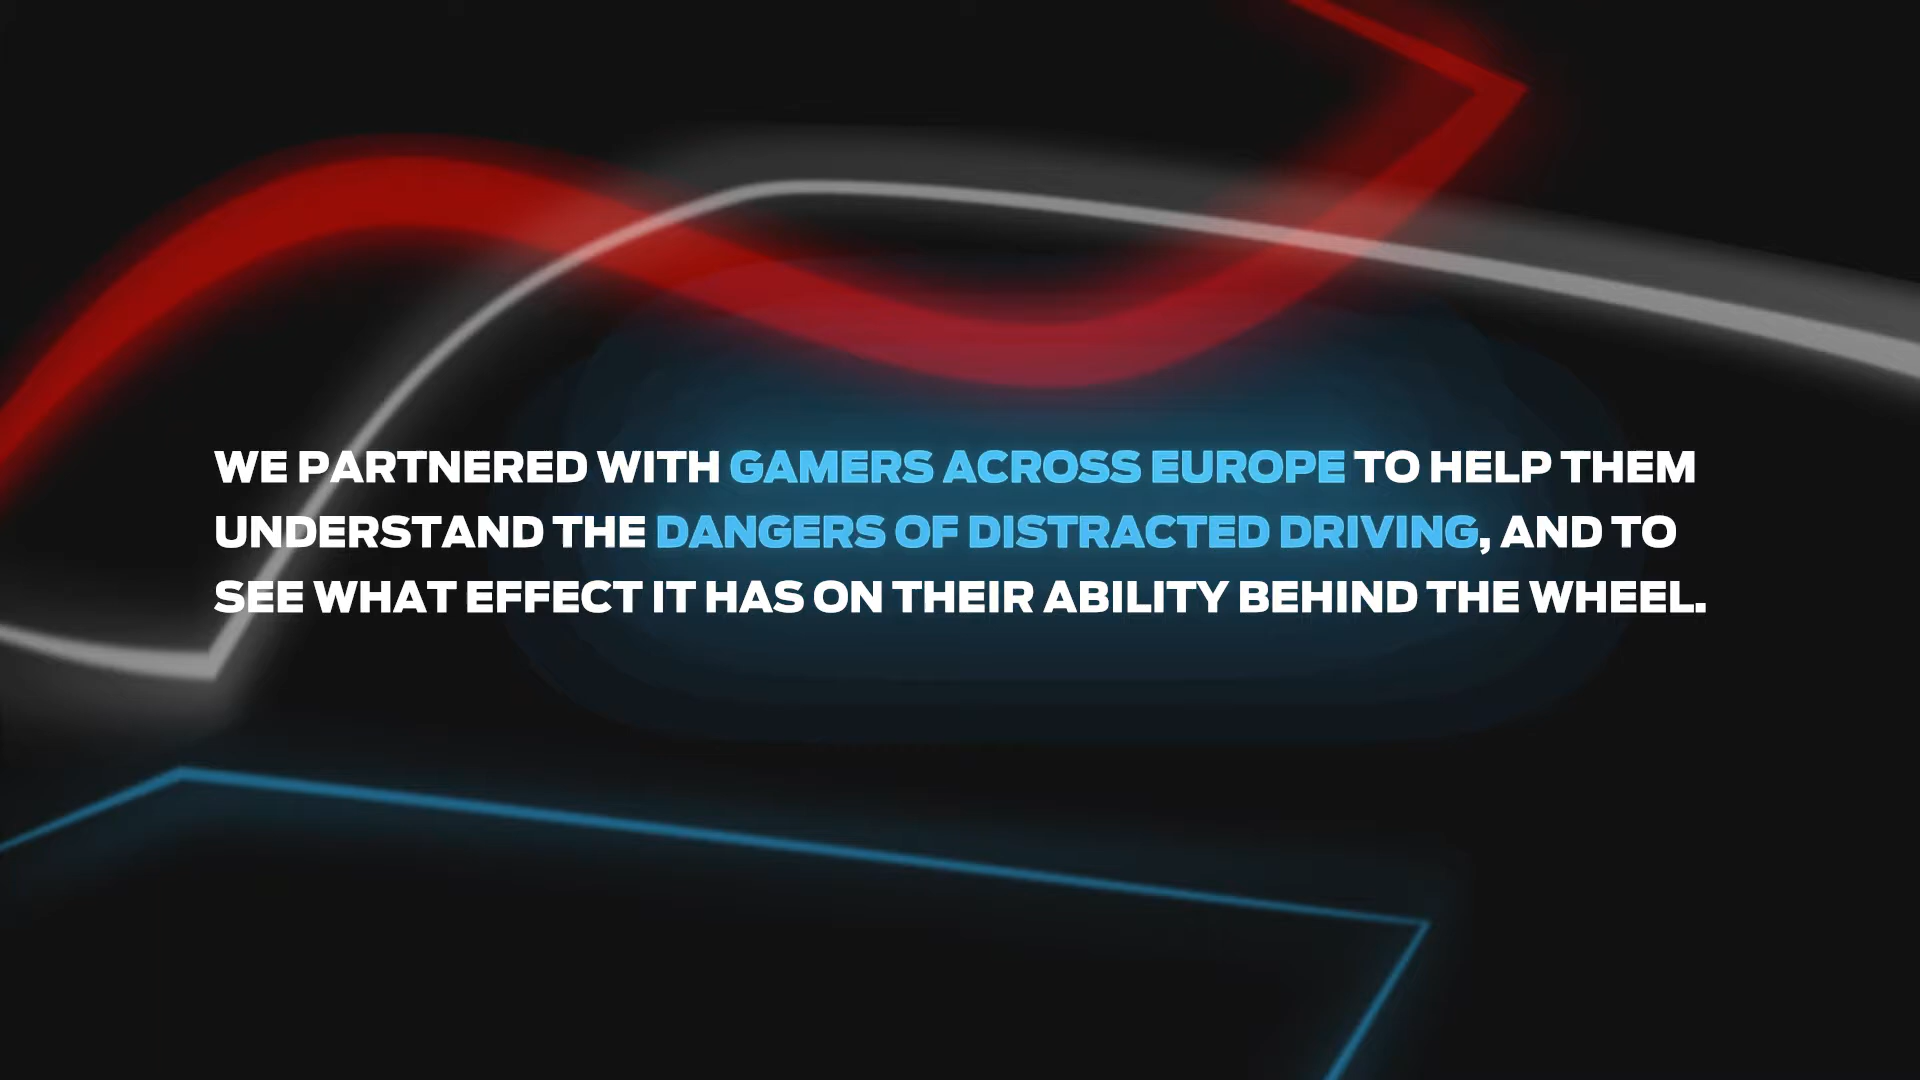 WE PARTNERED WITH GAMERS ACROSS EUROPE TO HELP THEM
UNDERSTAND THE DANGERS OF DISTRACTED DRIVING, AND TO
SEE WHAT EFFECT IT HAS ON THEIR ABILITY BEHIND THE WHEEL.